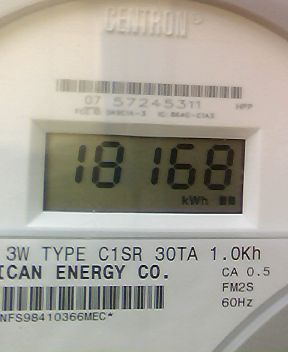 CENTRON®
07 57245311 HPP
18168
kWh
3W TYPE C1SR 30TA 1.0Kh
ICAN ENERGY CO.
CA 0.5
FM2S
60Hz
NFS98410366MEC*